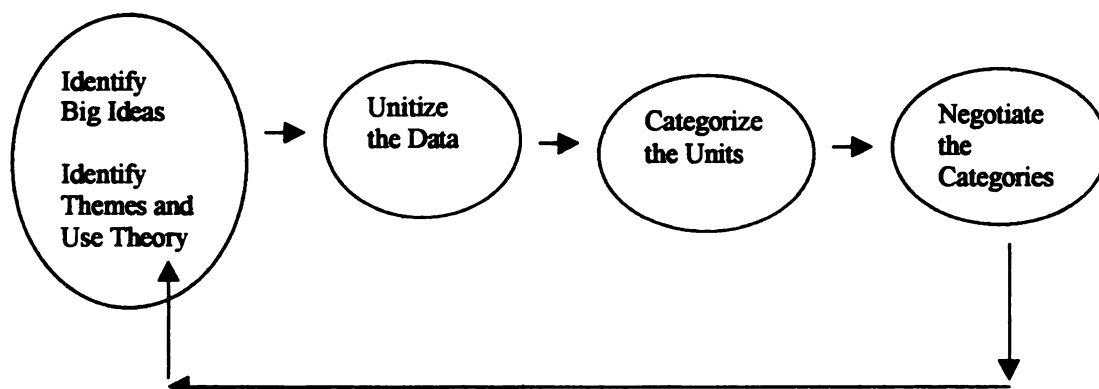 Identify
Big Ideas
Identify
Themes and
Use Theory
Unitize
the Data
Categorize
the Units
Negotiate
the
Categories